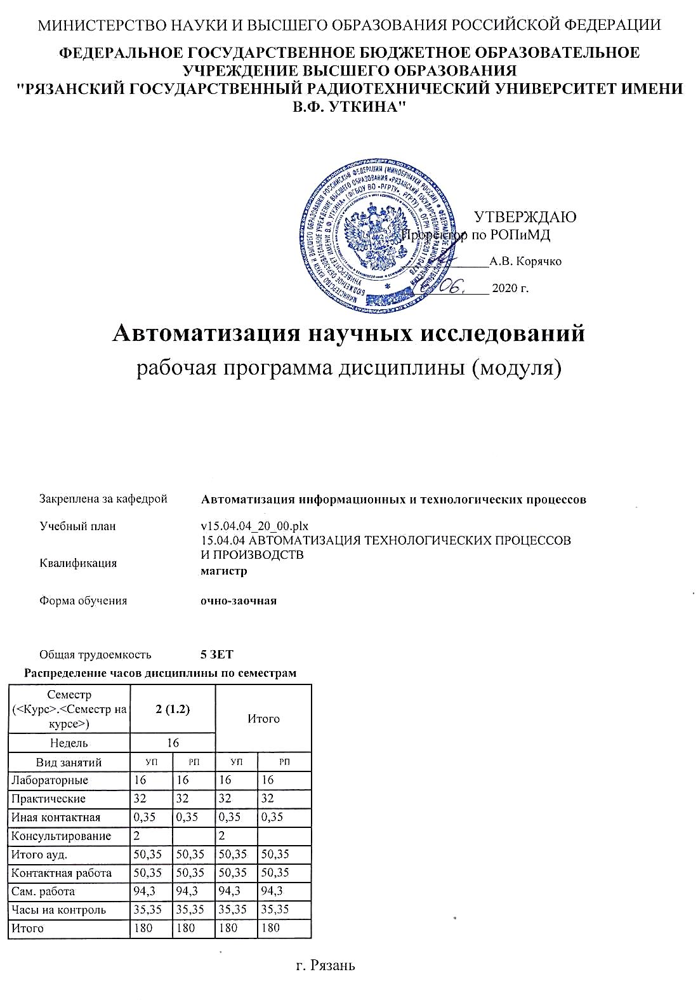 МИНИСТЕРСТВО НАУКИ И ВЫСШЕГО ОБРАЗОВАНИЯ РОССИЙСКОЙ ФЕДЕРАЦИИ
ФЕДЕРАЛЬНОЕ ГОСУДАРСТВЕННОЕ БЮДЖЕТНОЕ ОБРАЗОВАТЕЛЬНОЕ
УЧРЕЖДЕНИЕ ВЫСШЕГО ОБРАЗОВАНИЯ
"РЯЗАНСКИЙ ГОСУДАРСТВЕННЫЙ РАДИОТЕХНИЧЕСКИЙ УНИВЕРСИТЕТ ИМЕНИ
В.Ф. УТКИНА"
УТВЕРЖДАЮ
Проректор по РОПиМД
А.В. Корячко
06. 2020 г.
Автоматизация научных исследований
рабочая программа дисциплины (модуля)
Закреплена за кафедрой Автоматизация информационных и технологических процессов
Учебный план v15.04.04_20_00.plx
15.04.04 АВТОМАТИЗАЦИЯ ТЕХНОЛОГИЧЕСКИХ ПРОЦЕССОВ
И ПРОИЗВОДСТВ
Квалификация магистр
Форма обучения очно-заочная
Общая трудоемкость 5 ЗЕТ
Распределение часов дисциплины по семестрам
Семестр
(<Курс>.<Семестр на
курсе>) 2 (1.2) Итого
Недель 16
Вид занятий УП РП УП РП
Лабораторные 16 16 16 16
Практические 32 32 32 32
Иная контактная 0,35 0,35 0,35 0,35
Консультирование 2 2
Итого ауд. 50,35 50,35 50,35 50,35
Контактная работа 50,35 50,35 50,35 50,35
Сам. работа 94,3 94,3 94,3 94,3
Часы на контроль 35,35 35,35 35,35 35,35
Итого 180 180 180 180
г. Рязань